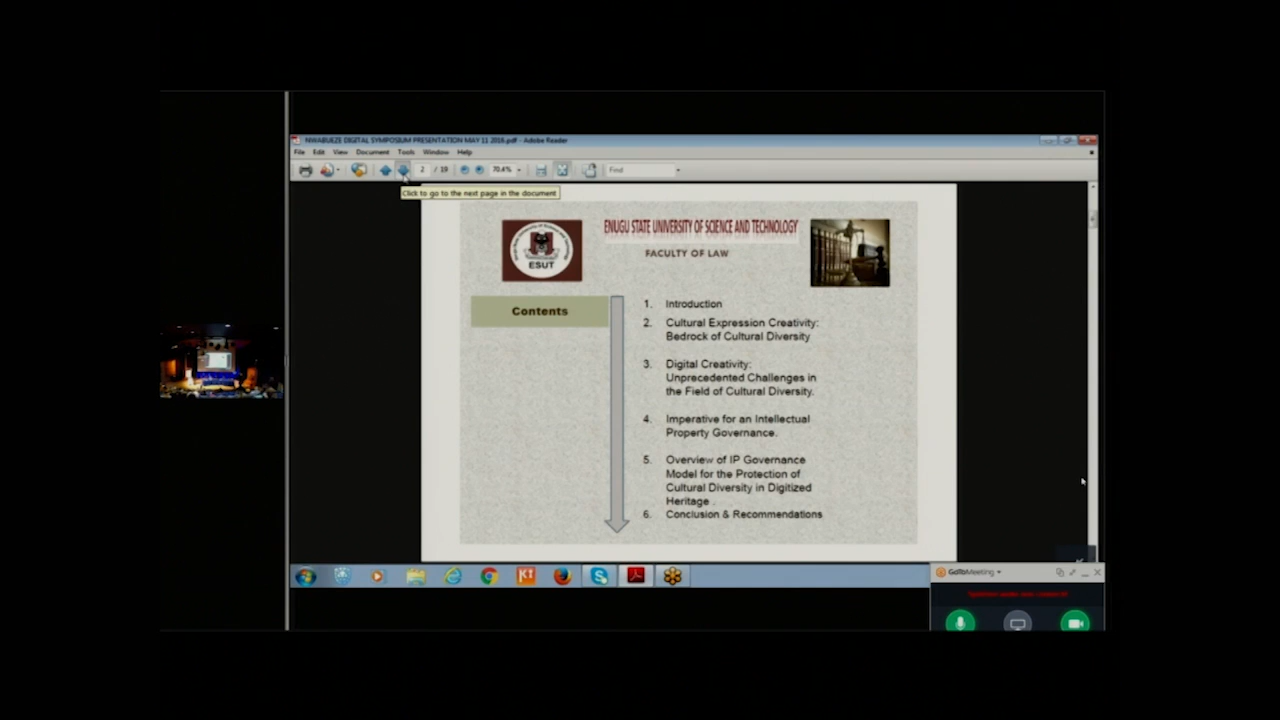 NWABUEZE DIGITAL SYMPOSIUM PRESENTATION MAY 11 2016.pdf - Adobe Reader
File Edit View Document Tools Window Help
2 / 19 70.4% Find
Click to go to the next page in the document
ENUGU STATE UNIVERSITY OF SCIENCE AND TECHNOLOGY
FACULTY OF LAW
ESUT
Contents
1. Introduction
2. Cultural Expression Creativity:
Bedrock of Cultural Diversity
3. Digital Creativity:
Unprecedented Challenges in
the Field of Cultural Diversity.
4. Imperative for an Intellectual
Property Governance.
5. Overview of IP Governance
Model for the Protection of
Cultural Diversity in Digitized
Heritage .
6. Conclusion & Recommendations
GoToMeeting